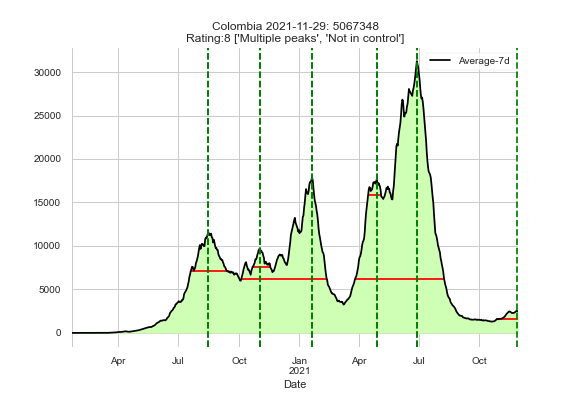 Colombia 2021-11-29: 5067348
Rating:8 ['Multiple peaks', 'Not in control']
Average-7d
30000
25000
20000
15000
10000
5000
0
Apr
Jul
Oct
Jan
2021
Apr
Jul
Oct
Date